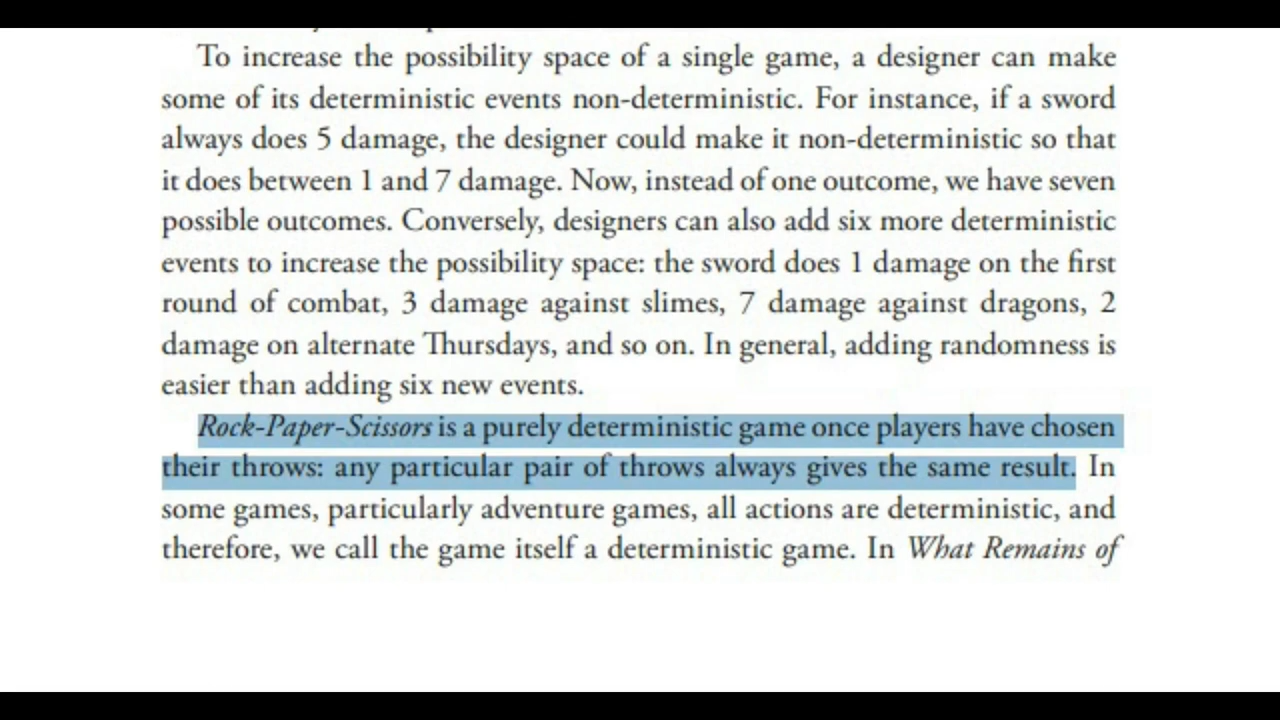 To increase the possibility space of a single game, a designer can make
some of its deterministic events non-deterministic. For instance, if a sword
always does 5 damage, the designer could make it non-deterministic so that
it does between 1 and 7 damage. Now, instead of one outcome, we have seven
possible outcomes. Conversely, designers can also add six more deterministic
events to increase the possibility space: the sword does 1 damage on the first
round of combat, 3 damage against slimes, 7 damage against dragons, 2
damage on alternate Thursdays, and so on. In general, adding randomness is
easier than adding six new events.
Rock-Paper-Scissors is a purely deterministic game once players have chosen
their throws: any particular pair of throws always gives the same result. In
some games, particularly adventure games, all actions are deterministic, and
therefore, we call the game itself a deterministic game. In What Remains of